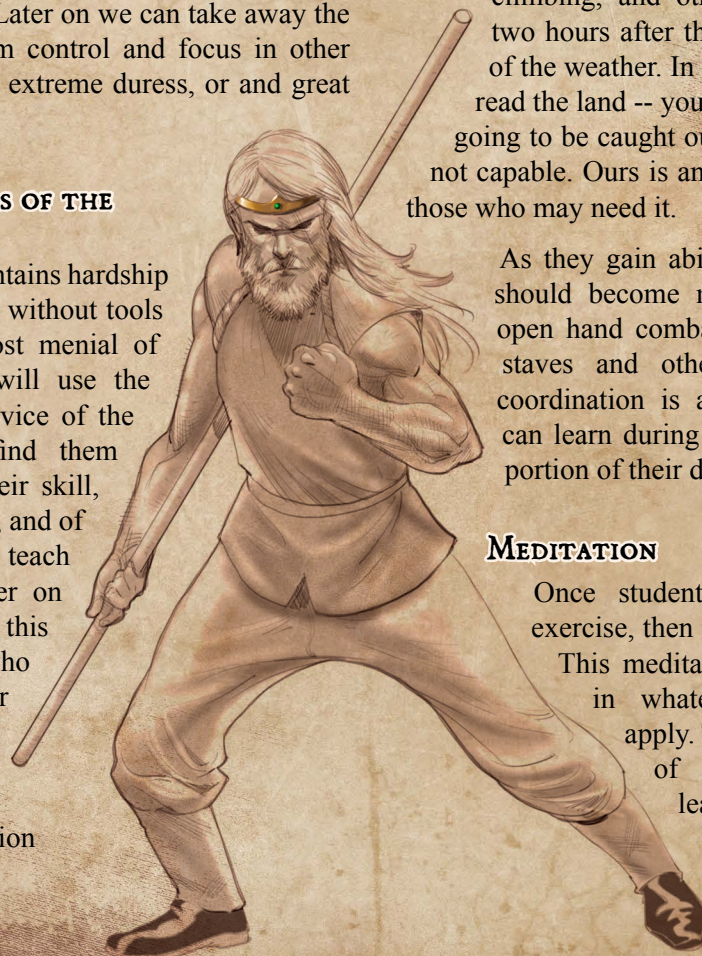 Later on we can take away the
m control and focus in other
extreme duress, or and great
S OF THE
ntains hardship
without tools
ost menial of
will use the
vice of the
find them
eir skill,
, and of
teach
er on
this
ho
r
ion
two hours after th
of the weather. In
read the land -- you
going to be caught ou
not capable. Ours is an
those who may need it.
As they gain abi
should become
open hand comba
staves and othe
coordination is a
can learn during
portion of their d
MEDITATION
Once student
exercise, then
This medita
in whate
apply.
of
lea